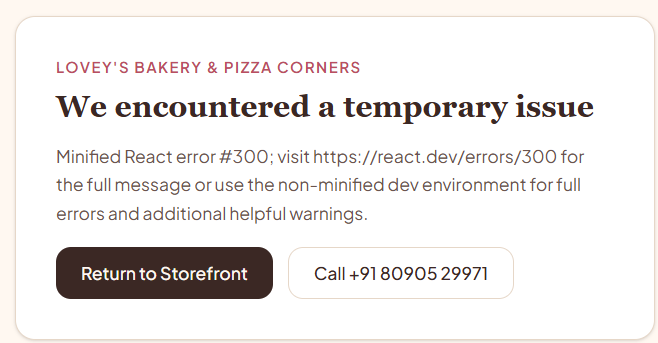 LOVEY'S BAKERY & PIZZA CORNERS
We encountered a temporary issue
Minified React error #300; visit https://react.dev/errors/300 for
the full message or use the non-minified dev environment for full
errors and additional helpful warnings.
Return to Storefront
Call +91 80905 29971